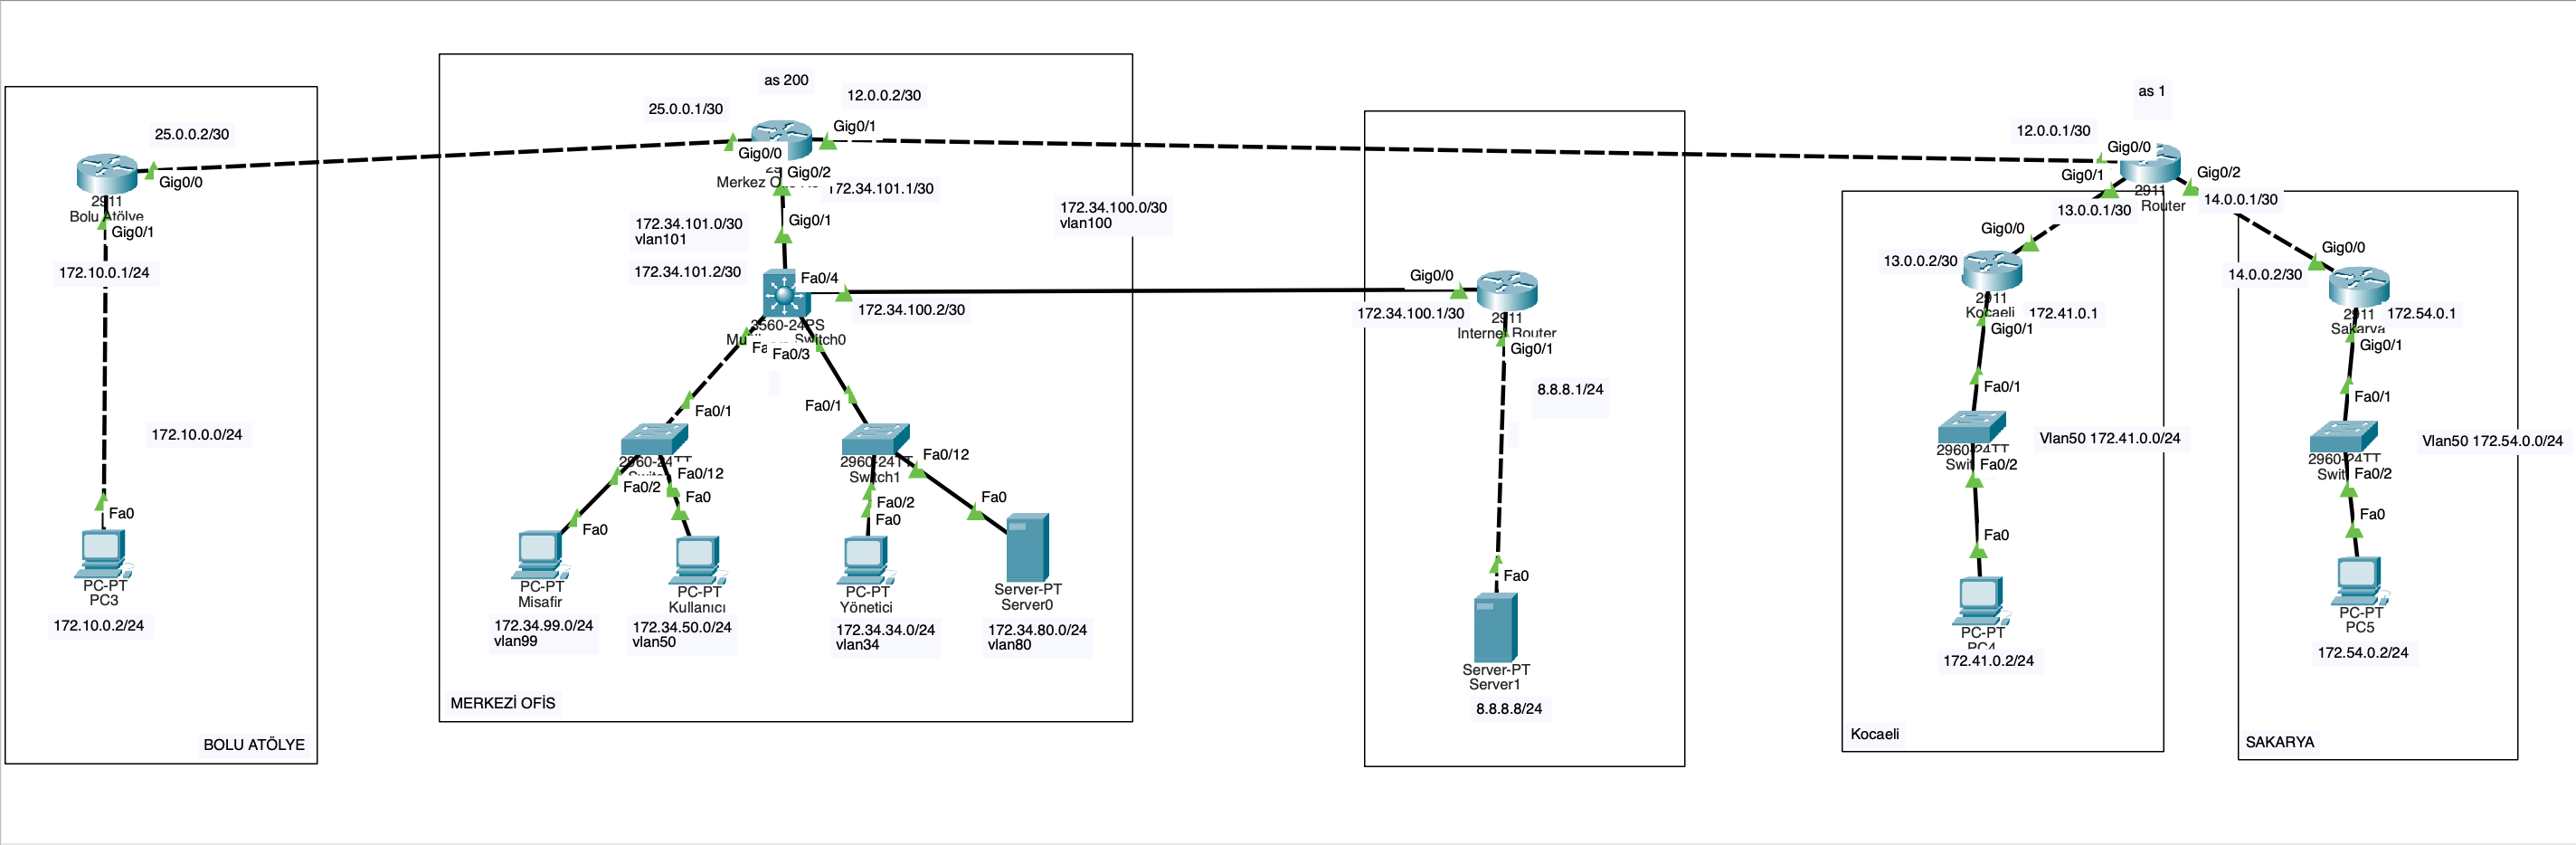 25.0.0.2/30
Gig0/0
2911
Bolu Atölye
Gig0/1
172.10.0.1/24
172.10.0.0/24
Fa0
PC-PT
PC3
172.10.0.2/24
BOLU ATÖLYE
as 200
25.0.0.1/30
12.0.0.2/30
Gig0/1
Gig0/0
Gig0/2
Merkez
172.34.101.1/30
172.34.101.0/30
vlan101
Gig0/1
172.34.101.2/30
172.34.100.0/30
vlan100
Fa0/4
172.34.100.2/30
3560-24PS
Switch0
Fa0/3
Fa0/1
Fa0/1
2960-24TT
Fa0/2
Fa0/12
Fa0
Fa0
2960-24TT
Switch1
Fa0/12
Fa0/2
Fa0
Fa0
PC-PT
Misafir
172.34.99.0/24
vlan99
PC-PT
Kullanıcı
172.34.50.0/24
vlan50
PC-PT
Yönetici
172.34.34.0/24
vlan34
Server-PT
Server0
172.34.80.0/24
vlan80
MERKEZİ OFİS
Gig0/0
172.34.100.1/30
2911
Internet Router
Gig0/1
8.8.8.1/24
Fa0
Server-PT
Server1
8.8.8.8/24
as 1
12.0.0.1/30
Gig0/0
Gig0/1
Gig0/2
2911
Router
13.0.0.1/30
14.0.0.1/30
Gig0/0
13.0.0.2/30
2911
Kocaeli
172.41.0.1
Gig0/1
Fa0/1
2960-24TT
Fa0/2
Vlan50 172.41.0.0/24
Fa0
PC-PT
PC4
172.41.0.2/24
Kocaeli
Gig0/0
14.0.0.2/30
2911
Sakarya
172.54.0.1
Gig0/1
Fa0/1
2960-24TT
Fa0/2
Vlan50 172.54.0.0/24
Fa0
PC-PT
PC5
172.54.0.2/24
SAKARYA